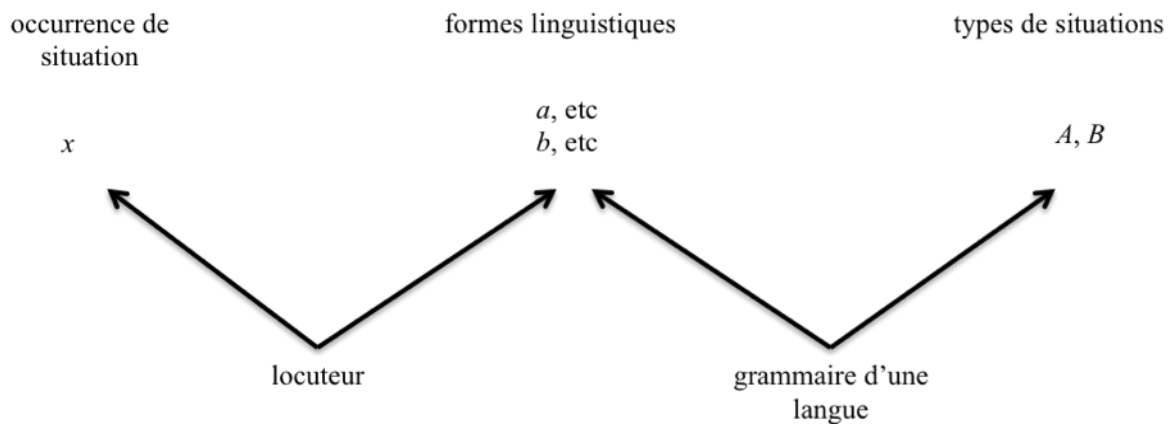 occurrence de
situation
formes linguistiques
types de situations
x
a, etc
b, etc
A, B
locuteur
grammaire d’une
langue